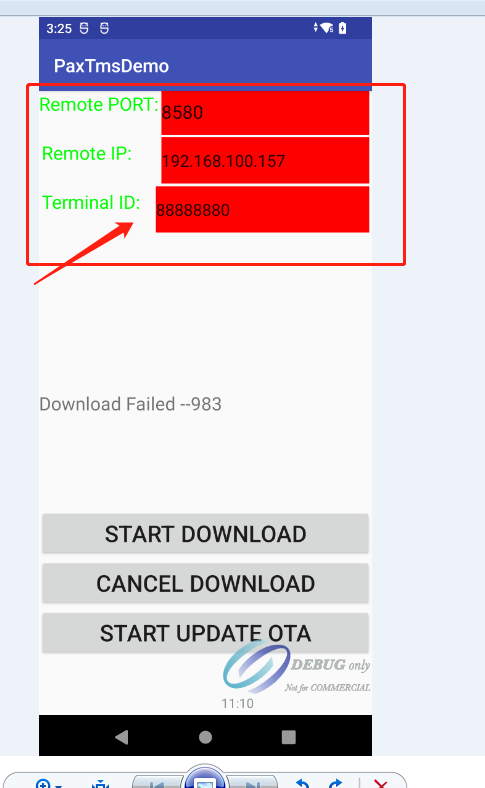 3:25
PaxTmsDemo
Remote PORT: 8580
Remote IP: 192.168.100.157
Terminal ID: 88888880
Download Failed --983
START DOWNLOAD
CANCEL DOWNLOAD
START UPDATE OTA
DEBUG only
Not for COMMERCIAL
11:10